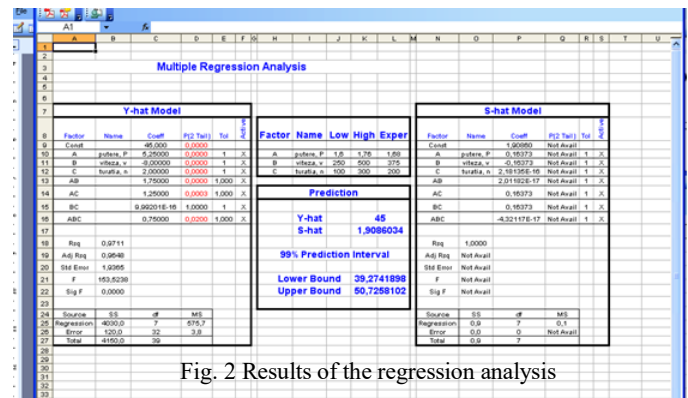 File
A1 fx
A B C D E F G H I J K L M N O P Q R S T U
Multiple Regression Analysis
Y-hat Model
Factor Name Coeff P(2 Tail) Tol Active
Const 45,000 0,0000
A putere, P 5,25000 0,0000 1 X
B viteza, v -8,00000 0,0000 1 X
C turatia, n 2,00000 0,0000 1 X
AB 1,75000 0,0000 1,000 X
AC 1,25000 0,0003 1,000 X
BC 9,99201E-16 1,0000 1 X
ABC 0,75000 0,0200 1,000 X
Rsq 0,9711
Adj Rsq 0,9648
Std Error 1,9365
F 153,5238
Sig F 0,0000
Source SS df MS
Regression 4030,0 7 575,7
Error 120,0 32 3,8
Total 4150,0 39
Factor Name Low High Exper
A putere, P 1,6 1,76 1,68
B viteza, v 250 500 375
C turatia, n 100 300 200
Prediction
Y-hat 45
S-hat 1,9086034
99% Prediction Interval
Lower Bound 39,2741898
Upper Bound 50,7258102
S-hat Model
Factor Name Coeff P(2 Tail) Tol Active
Const 1,90860 Not Avail
A putere, P 0,16373 Not Avail 1 X
B viteza, v -0,16373 Not Avail 1 X
C turatia, n 2,18135E-16 Not Avail 1 X
AB 2,01182E-17 Not Avail 1 X
AC 0,16373 Not Avail 1 X
BC 0,16373 Not Avail 1 X
ABC -4,32117E-17 Not Avail 1 X
Rsq 1,0000
Adj Rsq Not Avail
Std Error Not Avail
F Not Avail
Sig F Not Avail
Source SS df MS
Regression 0,9 7 0,1
Error 0,0 0 Not Avail
Total 0,9 7
Fig. 2 Results of the regression analysis